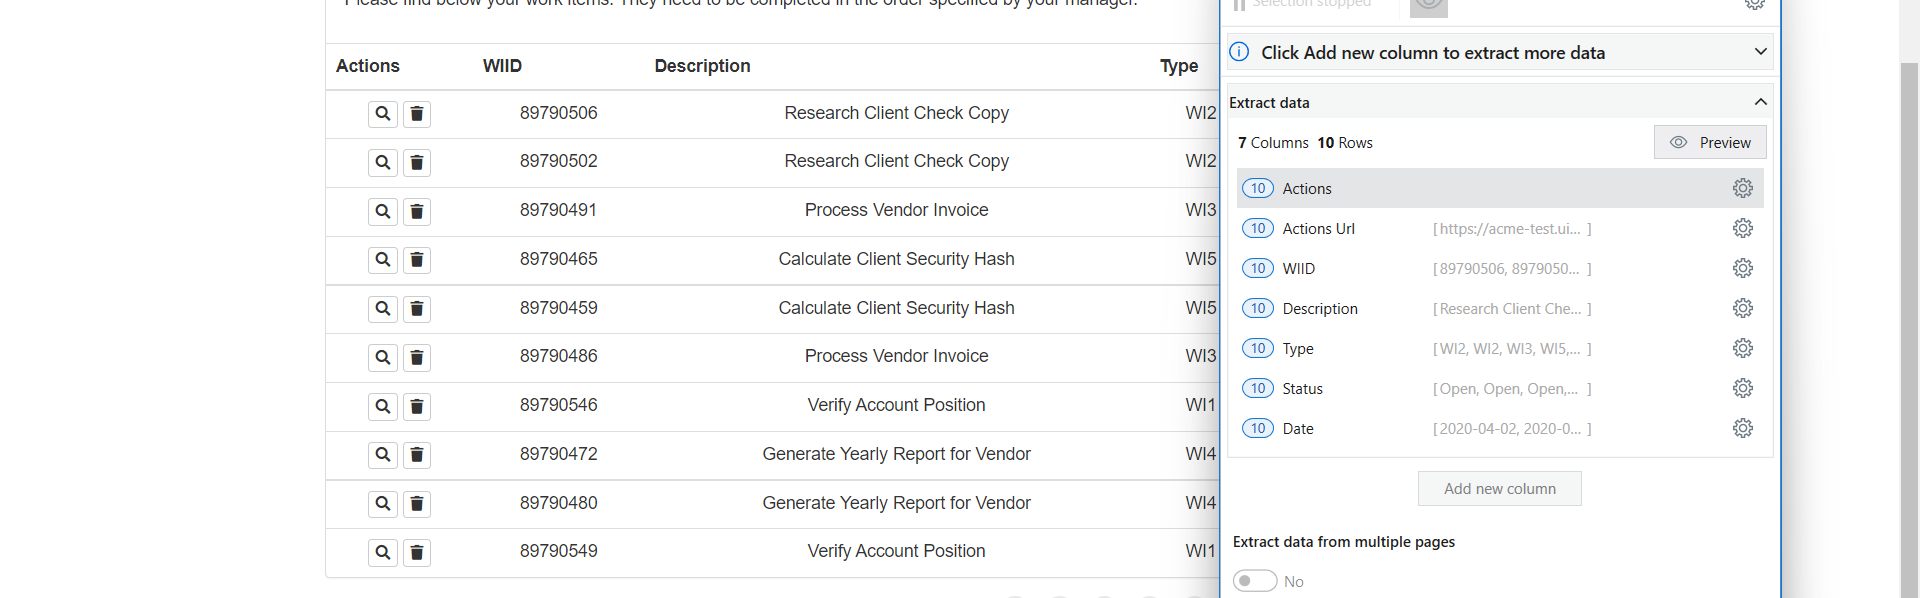 Please find below your work items. They need to be completed in the order specified by your manager.
Actions WIID Description Type
89790506 Research Client Check Copy WI2
89790502 Research Client Check Copy WI2
89790491 Process Vendor Invoice WI3
89790465 Calculate Client Security Hash WI5
89790459 Calculate Client Security Hash WI5
89790486 Process Vendor Invoice WI3
89790546 Verify Account Position WI1
89790472 Generate Yearly Report for Vendor WI4
89790480 Generate Yearly Report for Vendor WI4
89790549 Verify Account Position WI1
Selection stopped
Click Add new column to extract more data
Extract data
7 Columns 10 Rows Preview
10 Actions
10 Actions Url [https://acme-test.ui... ]
10 WIID [89790506, 8979050... ]
10 Description [Research Client Che... ]
10 Type [WI2, WI2, WI3, WI5,... ]
10 Status [Open, Open, Open,... ]
10 Date [2020-04-02, 2020-0... ]
Add new column
Extract data from multiple pages
No